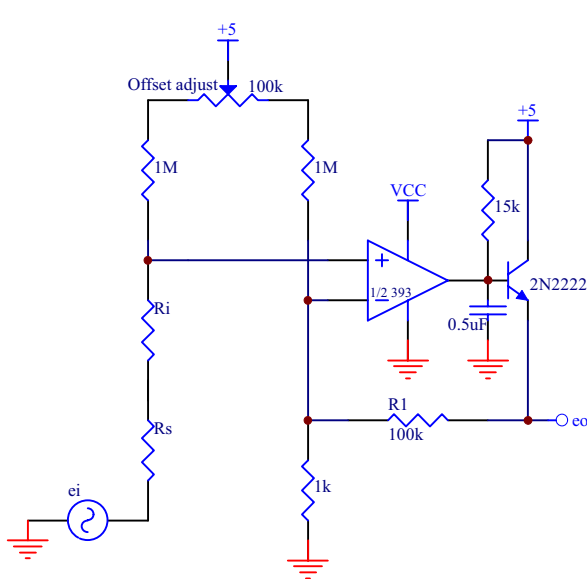 +5
Offset adjust
100k
+5
1M
1M
VCC
15k
+
1/2 393
2N2222
Ri
0.5uF
R1
eo
Rs
100k
ei
1k